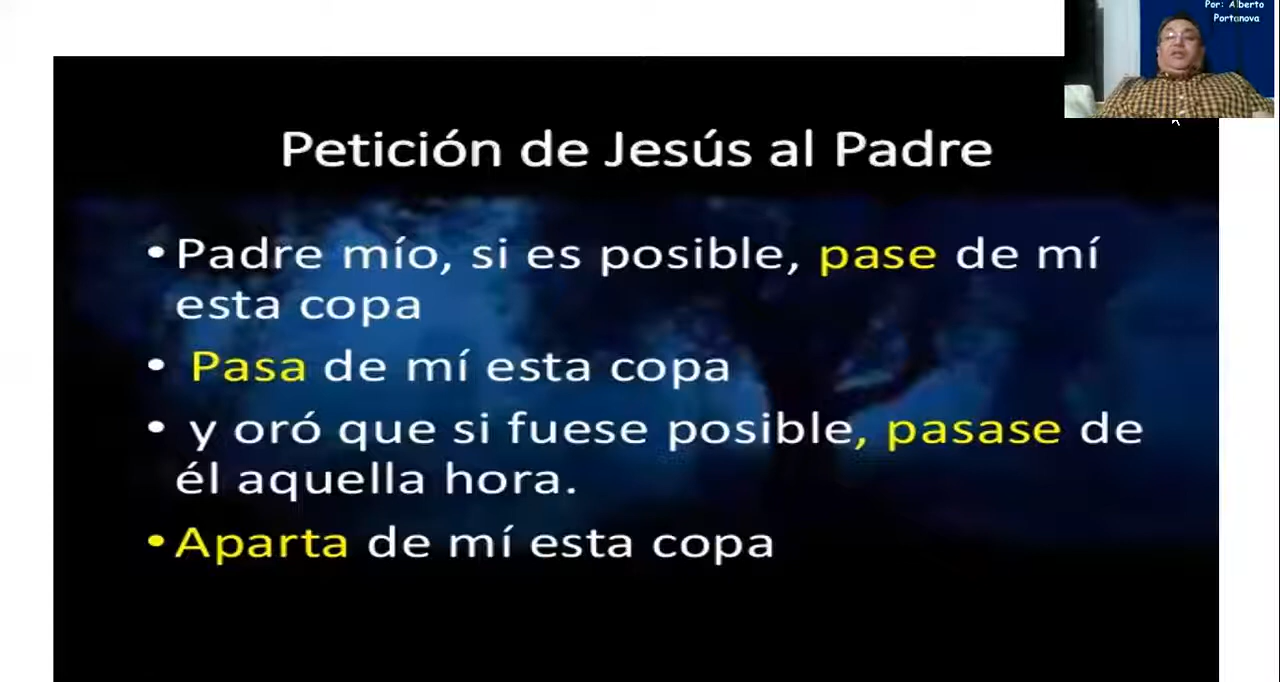 Por: Alberto
Portanova
Petición de Jesús al Padre
• Padre mío, si es posible, pase de mí
esta copa
• Pasa de mí esta copa
• y oró que si fuese posible, pasase de
él aquella hora.
• Aparta de mí esta copa